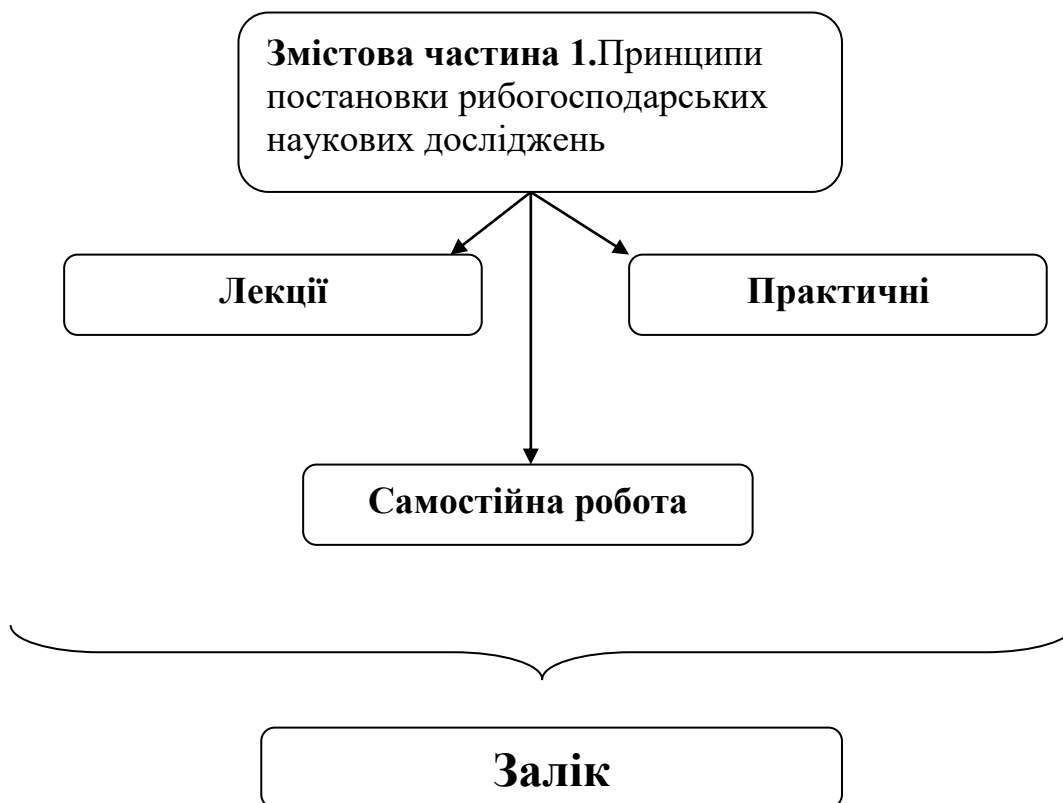 Змістова частина 1.Принципи
постановки рибогосподарських
наукових досліджень
Лекції
Практичні
Самостійна робота
Залік